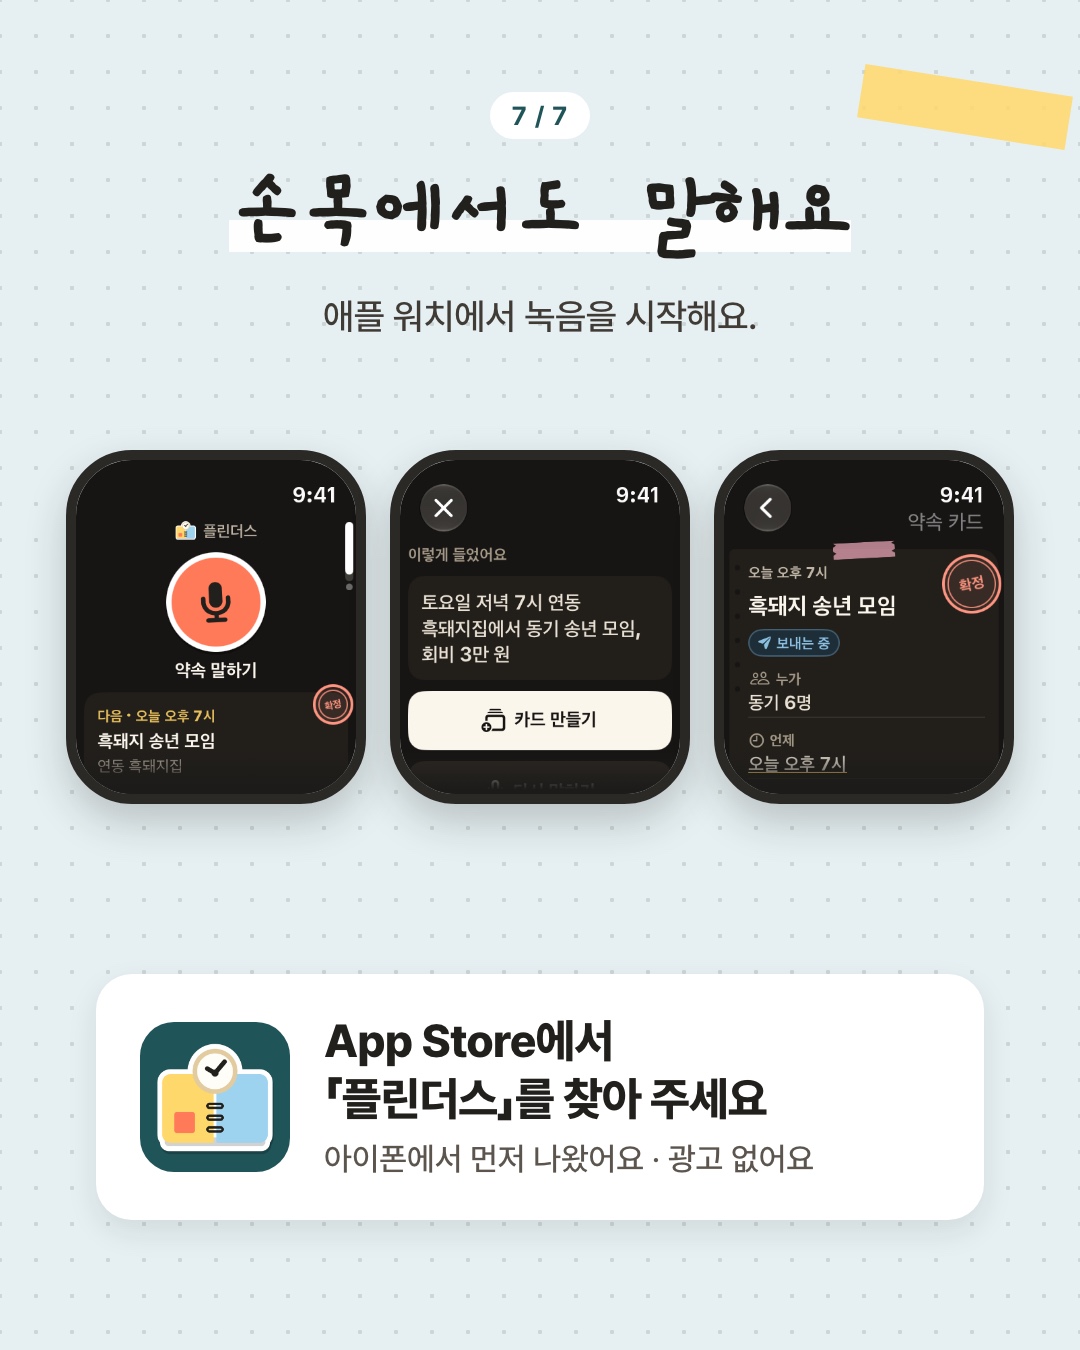 7 / 7
손목에서도 말해요
애플 워치에서 녹음을 시작해요.
9:41
플린더스
약속 말하기
다음 · 오늘 오후 7시
확정
흑돼지 송년 모임
연동 흑돼지집
9:41
이렇게 들었어요
토요일 저녁 7시 연동
흑돼지집에서 동기 송년 모임,
회비 3만 원
카드 만들기
다시 말하기
9:41
약속 카드
오늘 오후 7시
확정
흑돼지 송년 모임
보내는 중
누가
동기 6명
언제
오늘 오후 7시
App Store에서
「플린더스」를 찾아 주세요
아이폰에서 먼저 나왔어요 · 광고 없어요